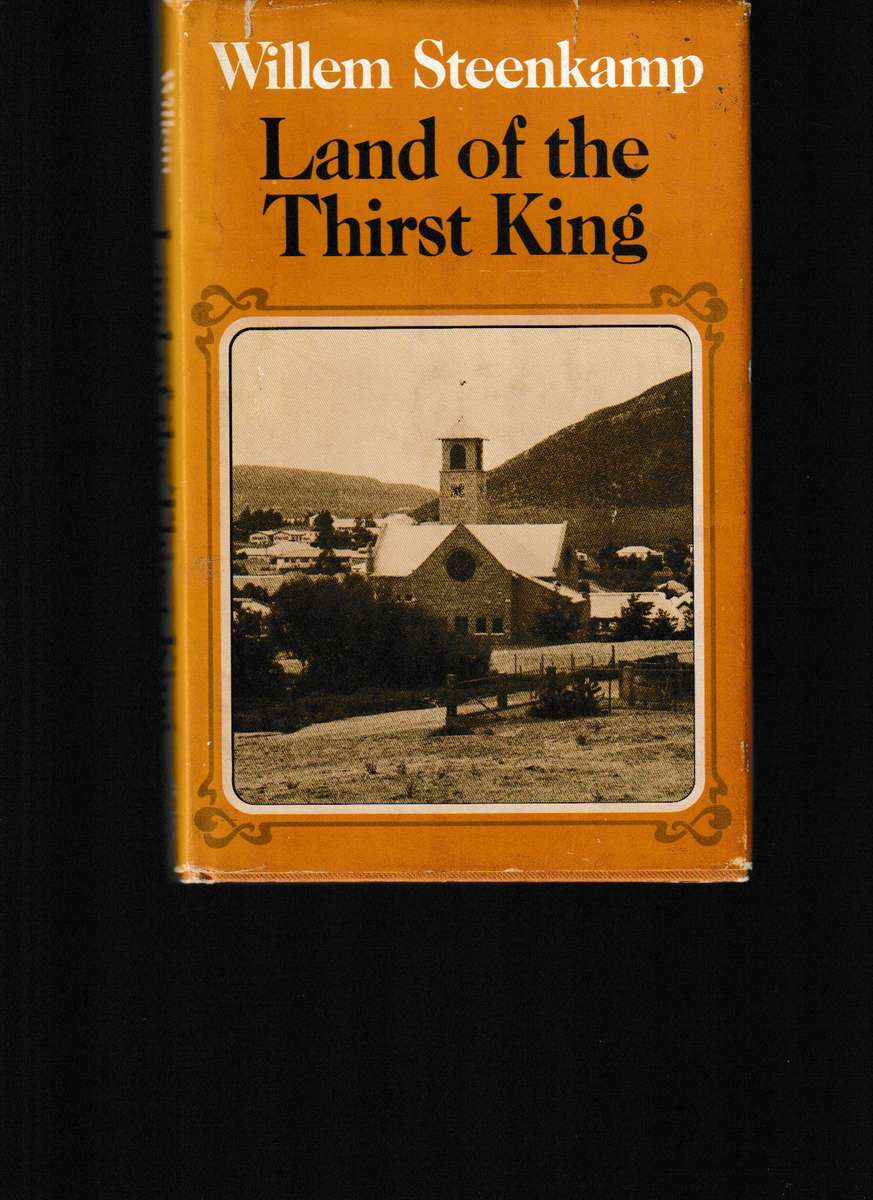 Willem Steenkamp
Land of the
Thirst King